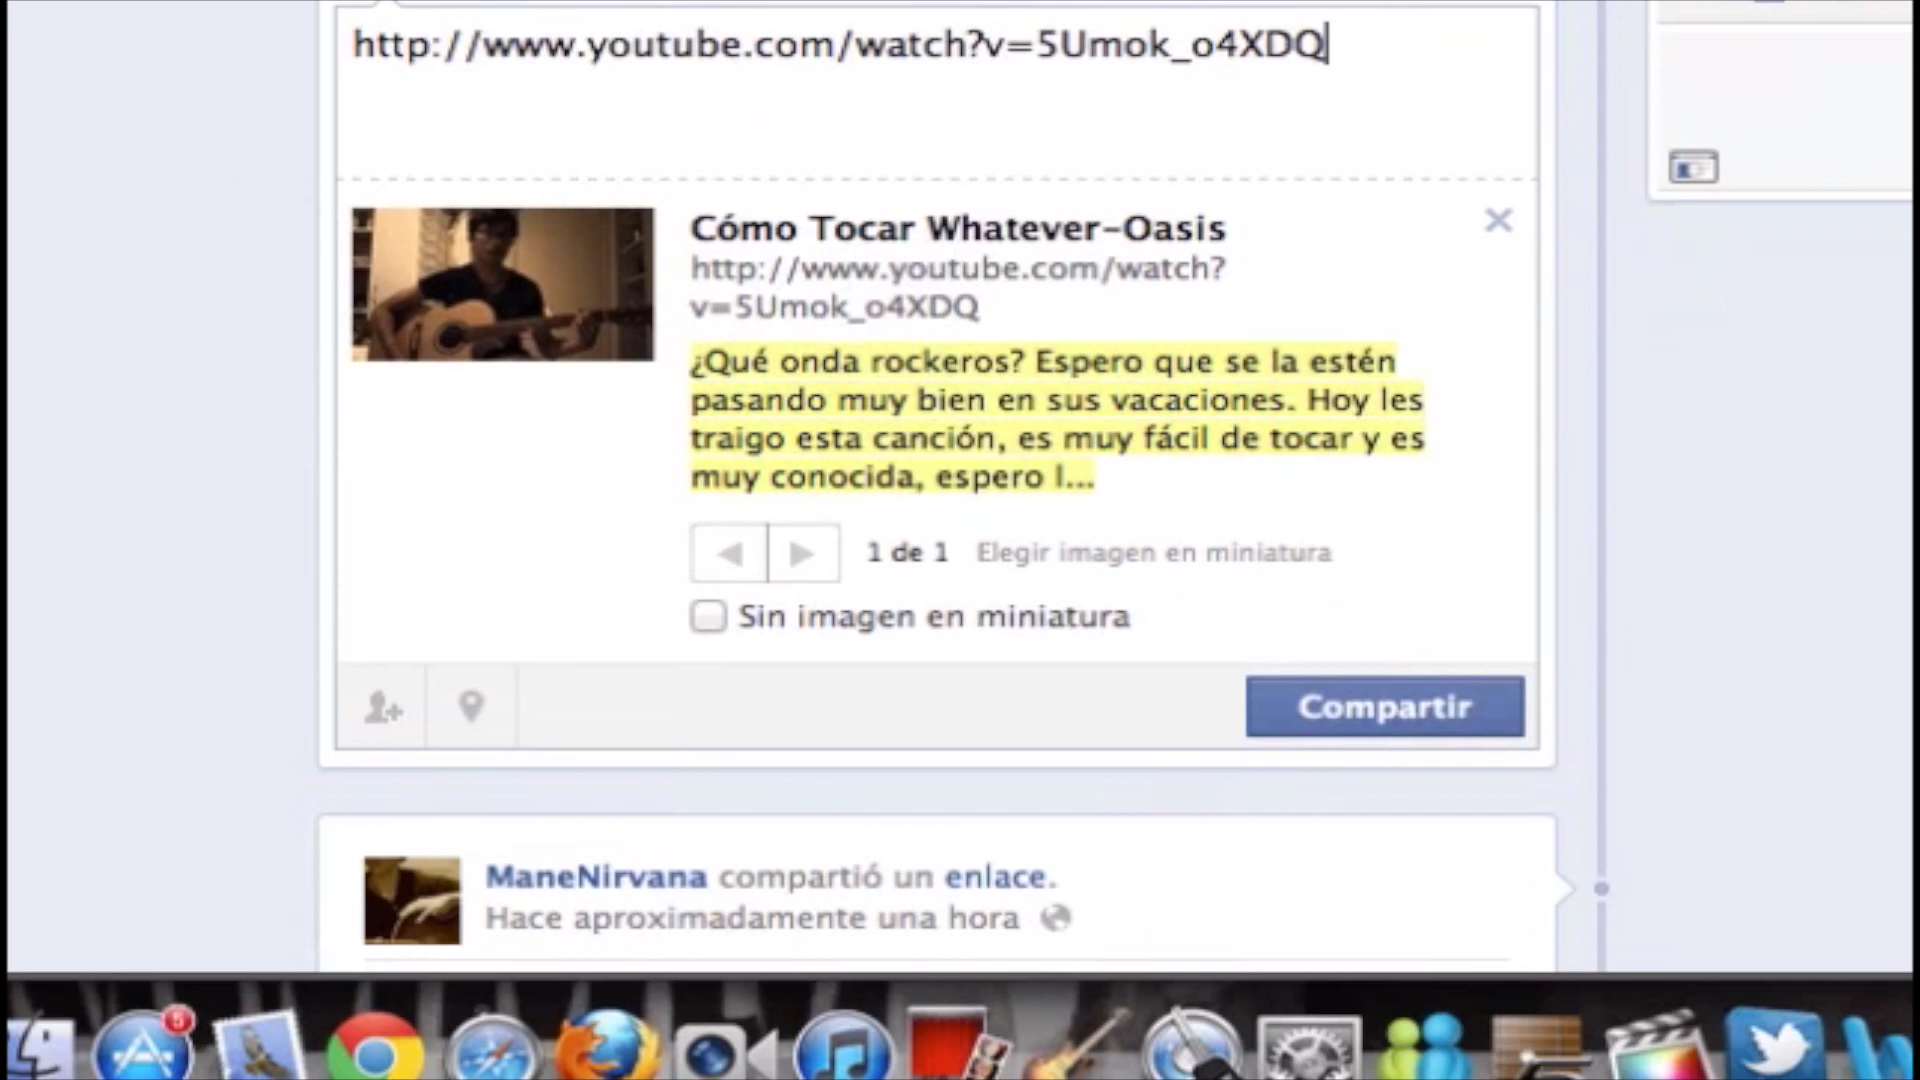 http://www.youtube.com/watch?v=5Umok_o4XDQ
Cómo Tocar Whatever-Oasis
http://www.youtube.com/watch?
v=5Umok_o4XDQ
¿Qué onda rockeros? Espero que se la estén
pasando muy bien en sus vacaciones. Hoy les
traigo esta canción, es muy fácil de tocar y es
muy conocida, espero l...
1 de 1 Elegir imagen en miniatura
Sin imagen en miniatura
Compartir
ManeNirvana compartió un enlace.
Hace aproximadamente una hora
5